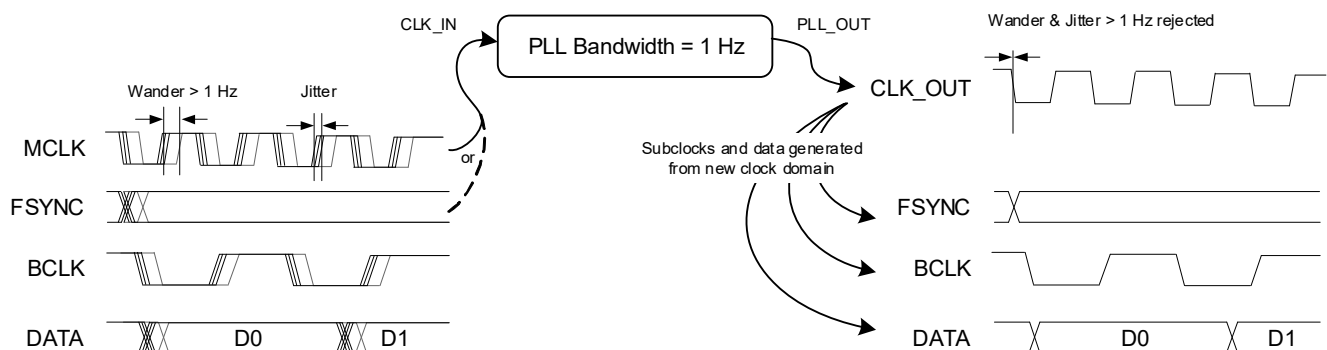 CLK_IN
PLL Bandwidth = 1 Hz
PLL_OUT
Wander & Jitter > 1 Hz rejected
Wander > 1 Hz
Jitter
MCLK
or
FSYNC
BCLK
DATA
D0
D1
CLK_OUT
Subclocks and data generated
from new clock domain
FSYNC
BCLK
DATA
D0
D1